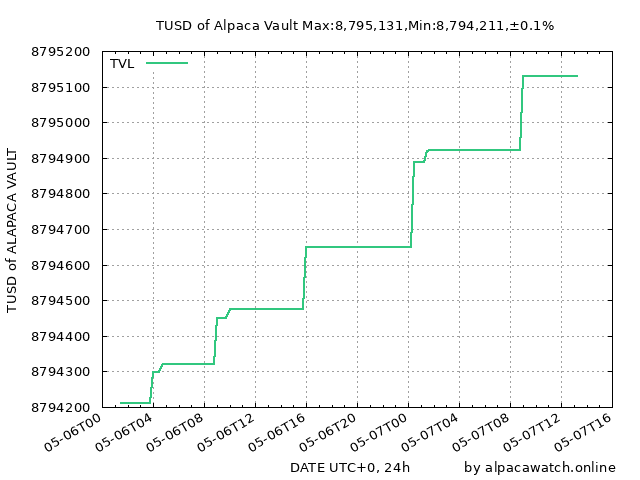 TUSD of Alpaca Vault Max:8,795,131,Min:8,794,211,±0.1%
TVL
TUSD of ALAPACA VAULT
8795200
8795100
8795000
8794900
8794800
8794700
8794600
8794500
8794400
8794300
8794200
05-06T00
05-06T04
05-06T08
05-06T12
05-06T16
05-06T20
05-07T00
05-07T04
05-07T08
05-07T12
05-07T16
DATE UTC+0, 24h
by alpacawatch.online